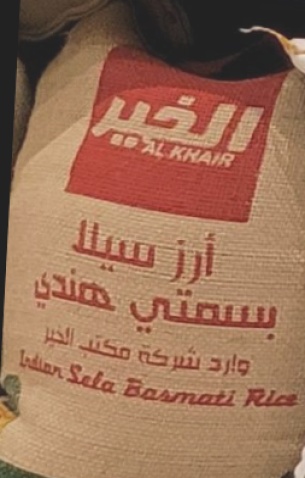 الخير
AL KHAIR
أرز سيلا
بسمتي هندي
وارد شركة مكتب الخير
Indian Sela Basmati Rice